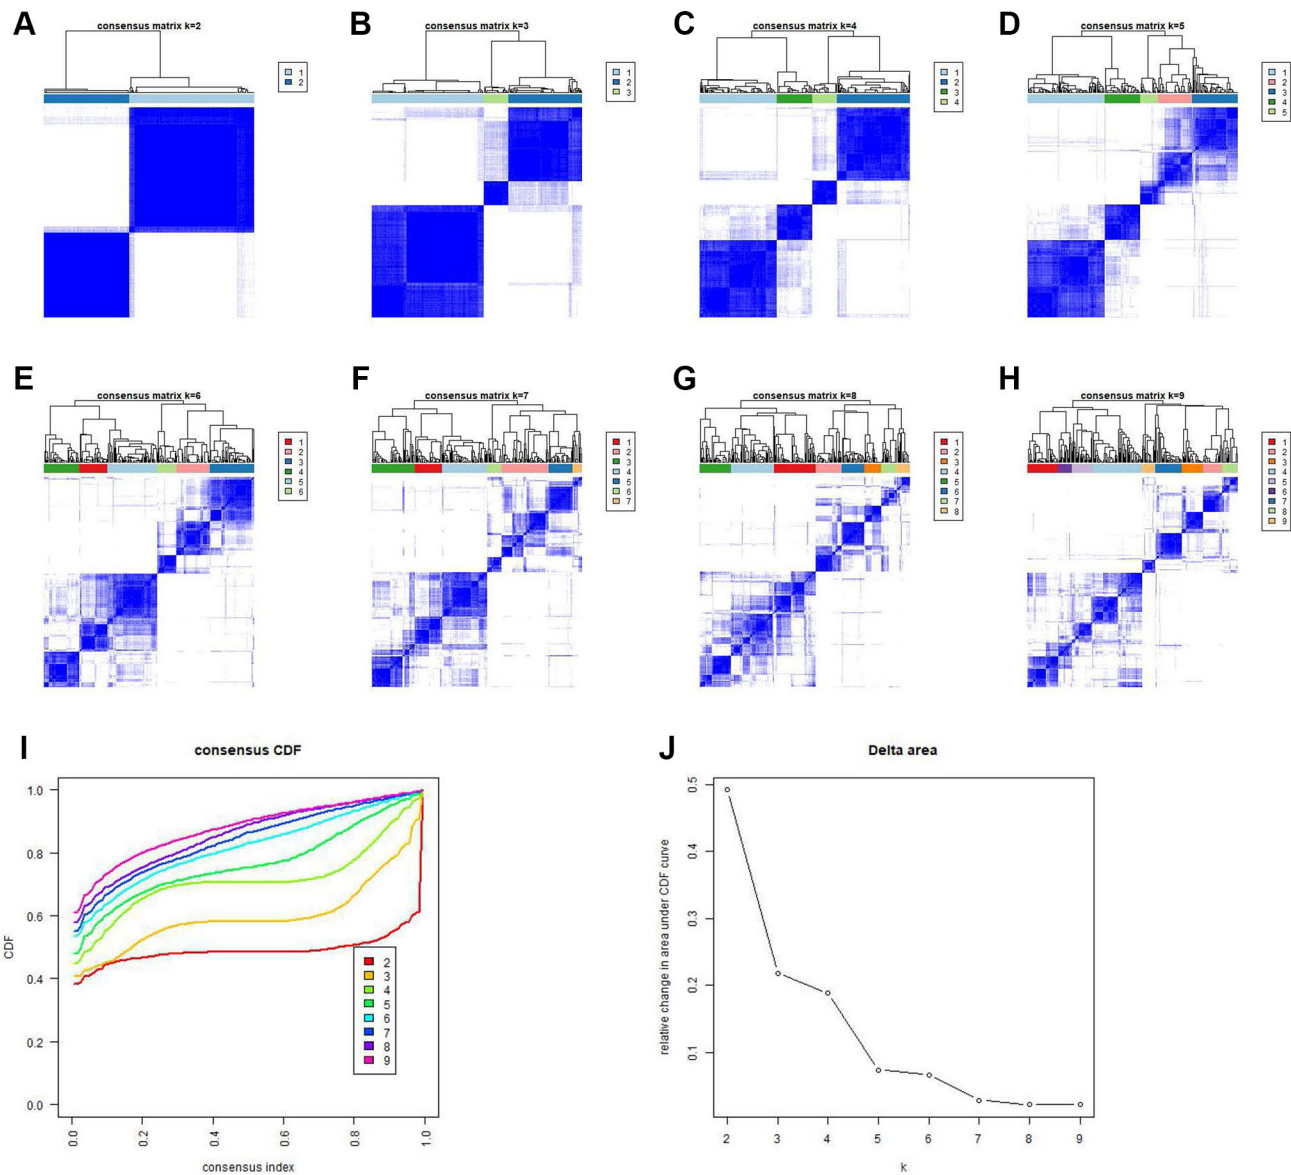 A
consensus matrix k=2
1
2
B
consensus matrix k=3
1
2
3
C
consensus matrix k=4
1
2
3
4
D
consensus matrix k=5
1
2
3
4
5
E
consensus matrix k=6
1
2
3
4
5
6
F
consensus matrix k=7
1
2
3
4
5
6
7
G
consensus matrix k=8
1
2
3
4
5
6
7
8
H
consensus matrix k=9
1
2
3
4
5
6
7
8
9
I
consensus CDF
CDF
1.0
0.8
0.6
0.4
0.2
0.0
2
3
4
5
6
7
8
9
0.0 0.2 0.4 0.6 0.8 1.0
consensus index
J
Delta area
relative change in area under CDF curve
0.5
0.4
0.3
0.2
0.1
2 3 4 5 6 7 8 9
k